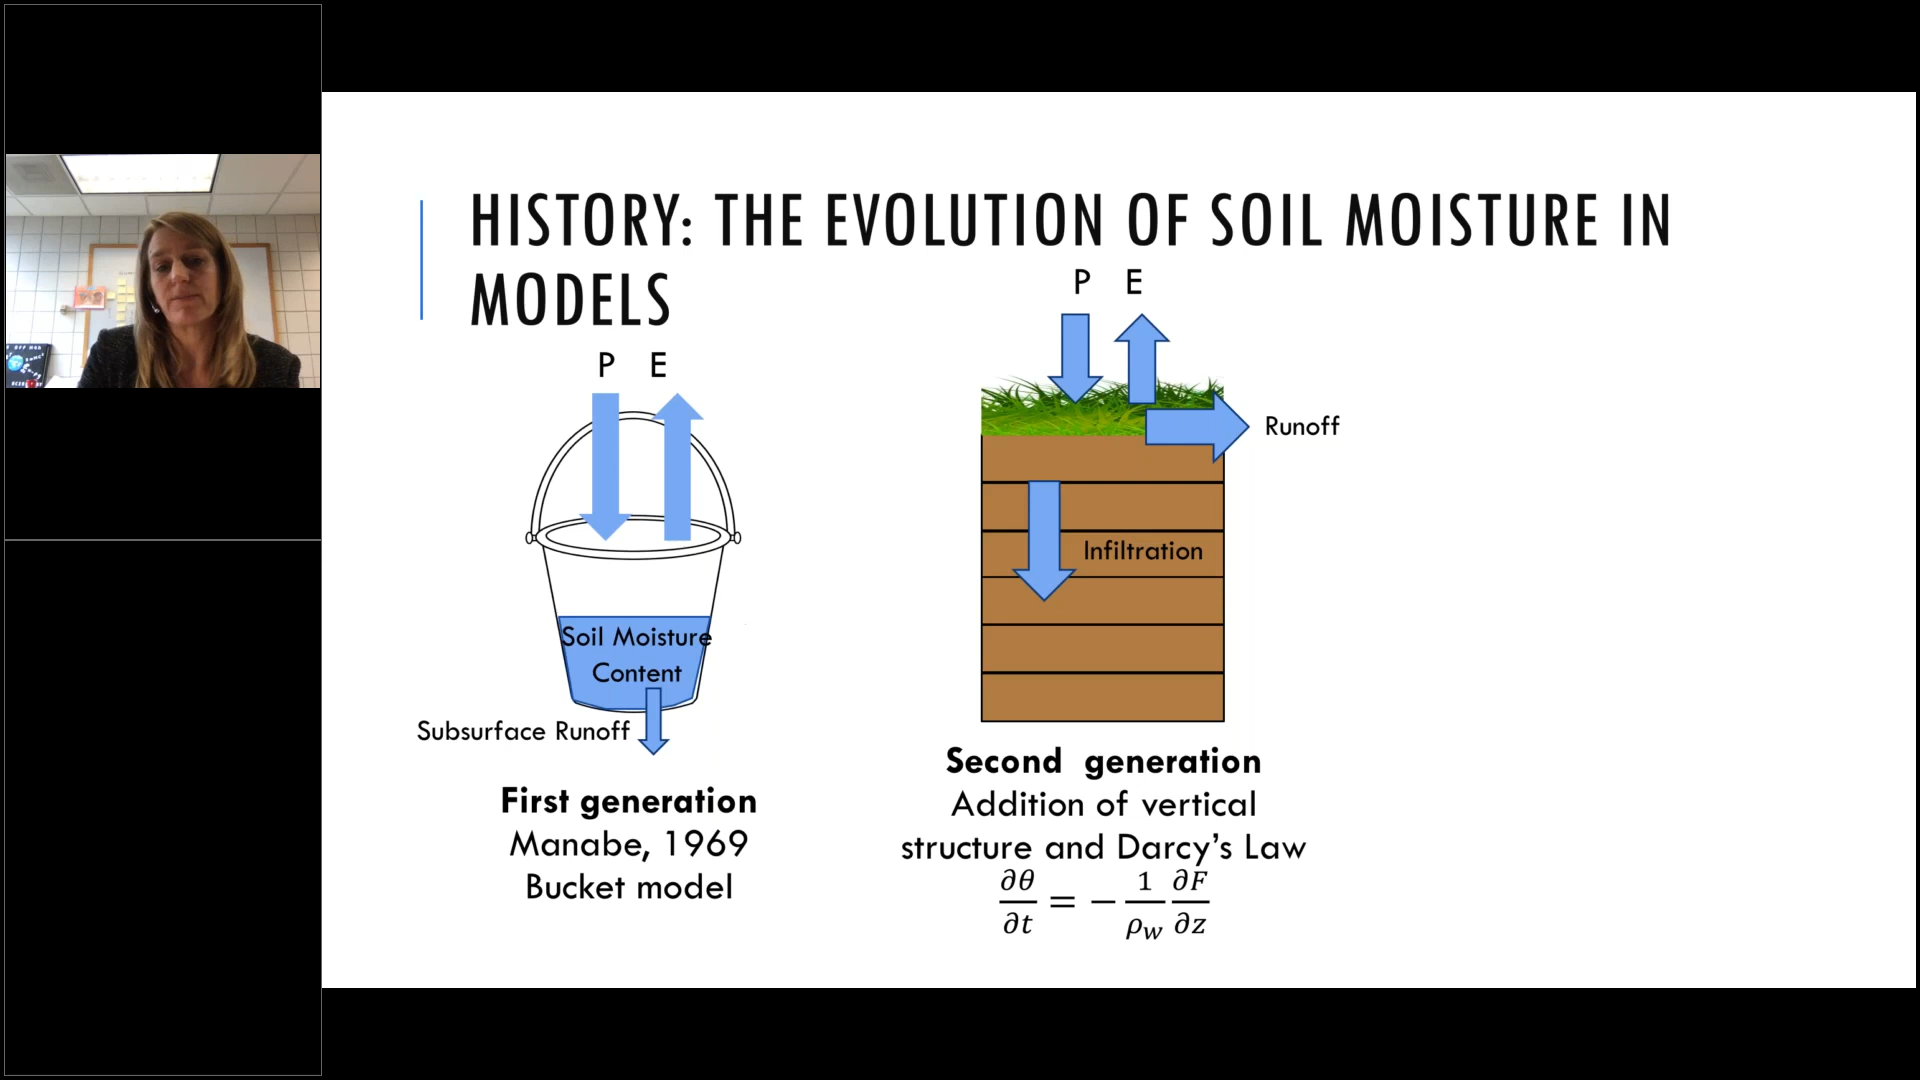 HISTORY: THE EVOLUTION OF SOIL MOISTURE IN
MODELS
P E
P E
Runoff
Infiltration
Soil Moisture
Content
Subsurface Runoff
First generation
Manabe, 1969
Bucket model
Second generation
Addition of vertical
structure and Darcy’s Law
∂θ/∂t = − 1/ρw ∂F/∂z